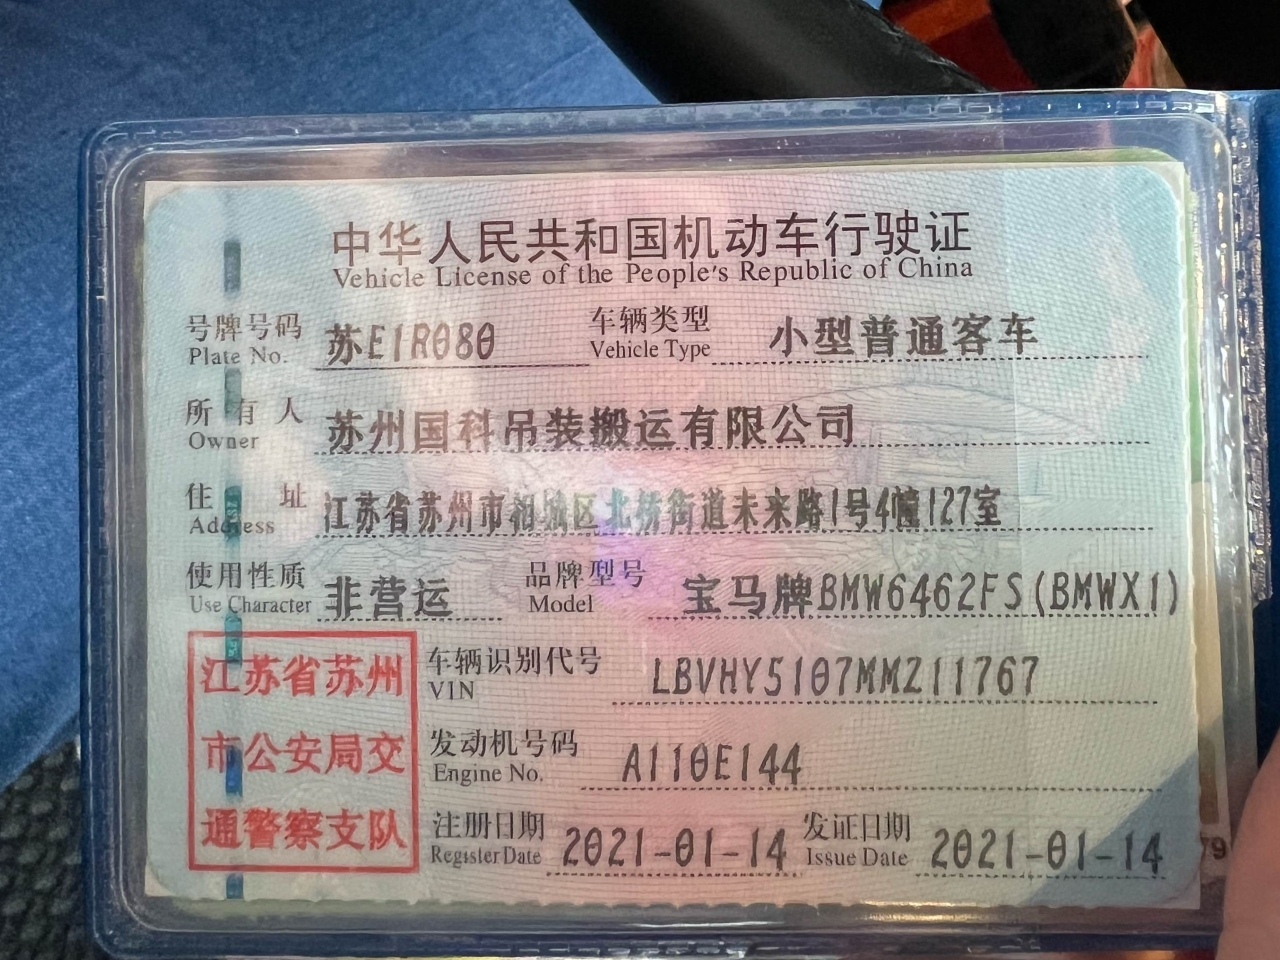 中华人民共和国机动车行驶证
Vehicle License of the People's Republic of China
号牌号码 苏E1R080 车辆类型 小型普通客车
Plate No. Vehicle Type
所有人 苏州国科吊装搬运有限公司
Owner
住址 江苏省苏州市相城区北桥街道未来路1号4幢127室
Address
使用性质 非营运 品牌型号 宝马牌BMW6462FS(BMWX1)
Use Character Model
江苏省苏州
市公安局交
通警察支队
车辆识别代号 LBVHY5107MMZ11767
VIN
发动机号码 A110E144
Engine No.
注册日期 2021-01-14 发证日期 2021-01-14
Register Date Issue Date